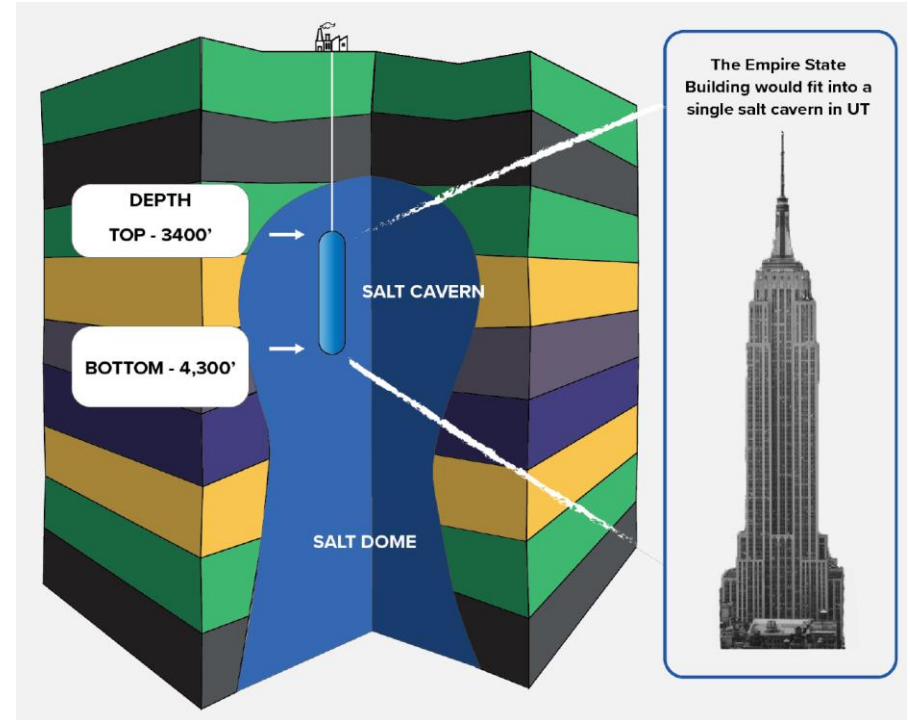 The Empire State
Building would fit into a
single salt cavern in UT
DEPTH
TOP - 3400’
SALT CAVERN
BOTTOM - 4,300’
SALT DOME